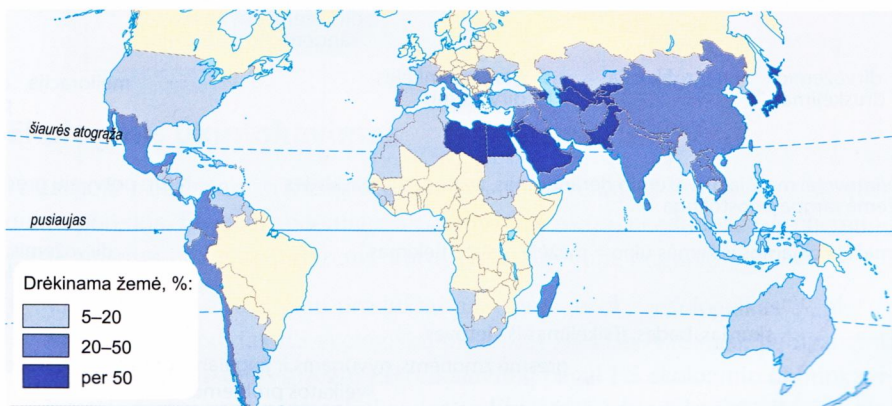 šiaurės atogrąža
pusiaujas
Drėkinama žemė, %:
5–20
20–50
per 50